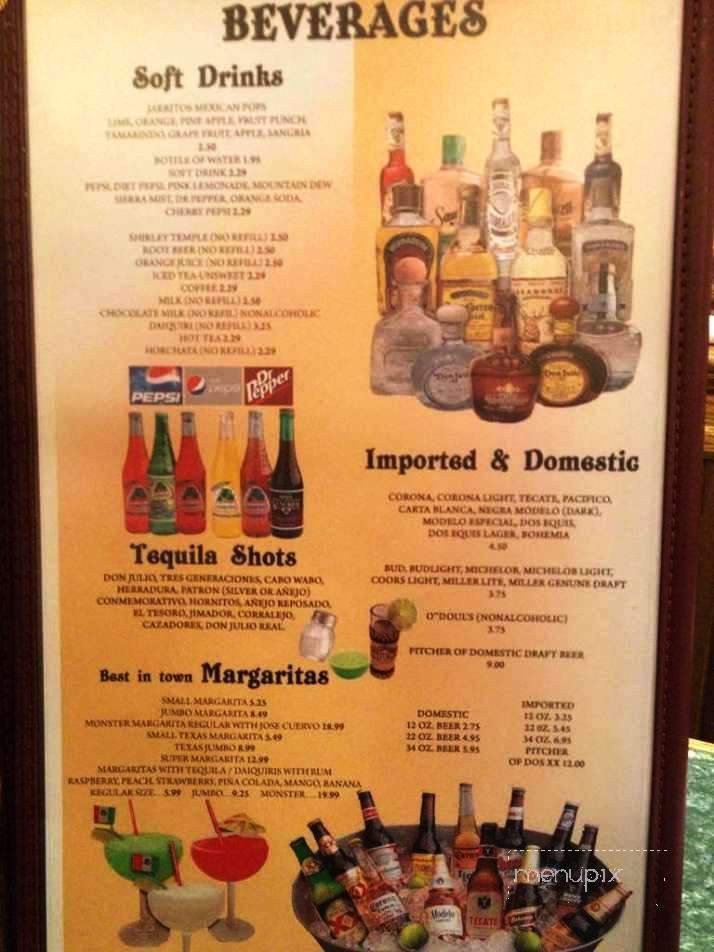 BEVERAGES
Soft Drinks
JARRITOS MEXICAN POPS
LIME, ORANGE, PINE APPLE, FRUIT PUNCH,
TAMARINDO, GRAPE FRUIT, APPLE, SANGRIA
2.50
BOTTLE OF WATER 1.95
SOFT DRINK 2.29
PEPSI, DIET PEPSI, PINK LEMONADE, MOUNTAIN DEW
SIERRA MIST, DR PEPPER, ORANGE SODA,
CHERRY PEPSI 2.29
SHIRLEY TEMPLE (NO REFILL) 2.50
ROOT BEER (NO REFILL) 2.50
ORANGE JUICE (NO REFILL) 2.50
ICED TEA-UNSWEET 2.29
COFFEE 2.29
MILK (NO REFILL) 2.50
CHOCOLATE MILK (NO REFIL) NONALCOHOLIC
DAIQUIRI (NO REFILL) 3.25
HOT TEA 2.29
HORCHATA (NO REFILL) 2.29
PEPSI
pepsi
Dr Pepper
Tequila Shots
DON JULIO, TRES GENERACIONES, CABO WABO,
HERRADURA, PATRON (SILVER OR AÑEJO)
CONMEMORATIVO, HORNITOS, AÑEJO REPOSADO,
EL TESORO, JIMADOR, CORRALEJO,
CAZADORES, DON JULIO REAL.
Best in town Margaritas
SMALL MARGARITA 5.25
JUMBO MARGARITA 8.49
MONSTER MARGARITA REGULAR WITH JOSE CUERVO 18.99
SMALL TEXAS MARGARITA 5.49
TEXAS JUMBO 8.99
SUPER MARGARITA 12.99
MARGARITAS WITH TEQUILA / DAIQUIRIS WITH RUM
RASPBERRY, PEACH, STRAWBERRY, PIÑA COLADA, MANGO, BANANA
REGULAR SIZE...5.99 JUMBO...9.25 MONSTER....19.99
Imported & Domestic
CORONA, CORONA LIGHT, TECATE, PACIFICO,
CARTA BLANCA, NEGRA MODELO (DARK),
MODELO ESPECIAL, DOS EQUIS,
DOS EQUIS LAGER, BOHEMIA
4.50
BUD, BUDLIGHT, MICHELOB, MICHELOB LIGHT,
COORS LIGHT, MILLER LITE, MILLER GENUNE DRAFT
3.75
O"DOUL'S (NONALCOHOLIC)
3.75
PITCHER OF DOMESTIC DRAFT BEER
9.00
DOMESTIC
12 OZ. BEER 2.75
22 OZ. BEER 4.95
34 OZ. BEER 5.95
IMPORTED
12 OZ. 3.25
22 OZ. 5.45
34 OZ. 6.95
PITCHER
OF DOS XX 12.00
Don Julio
Corona
Modelo
TECATE
menupix